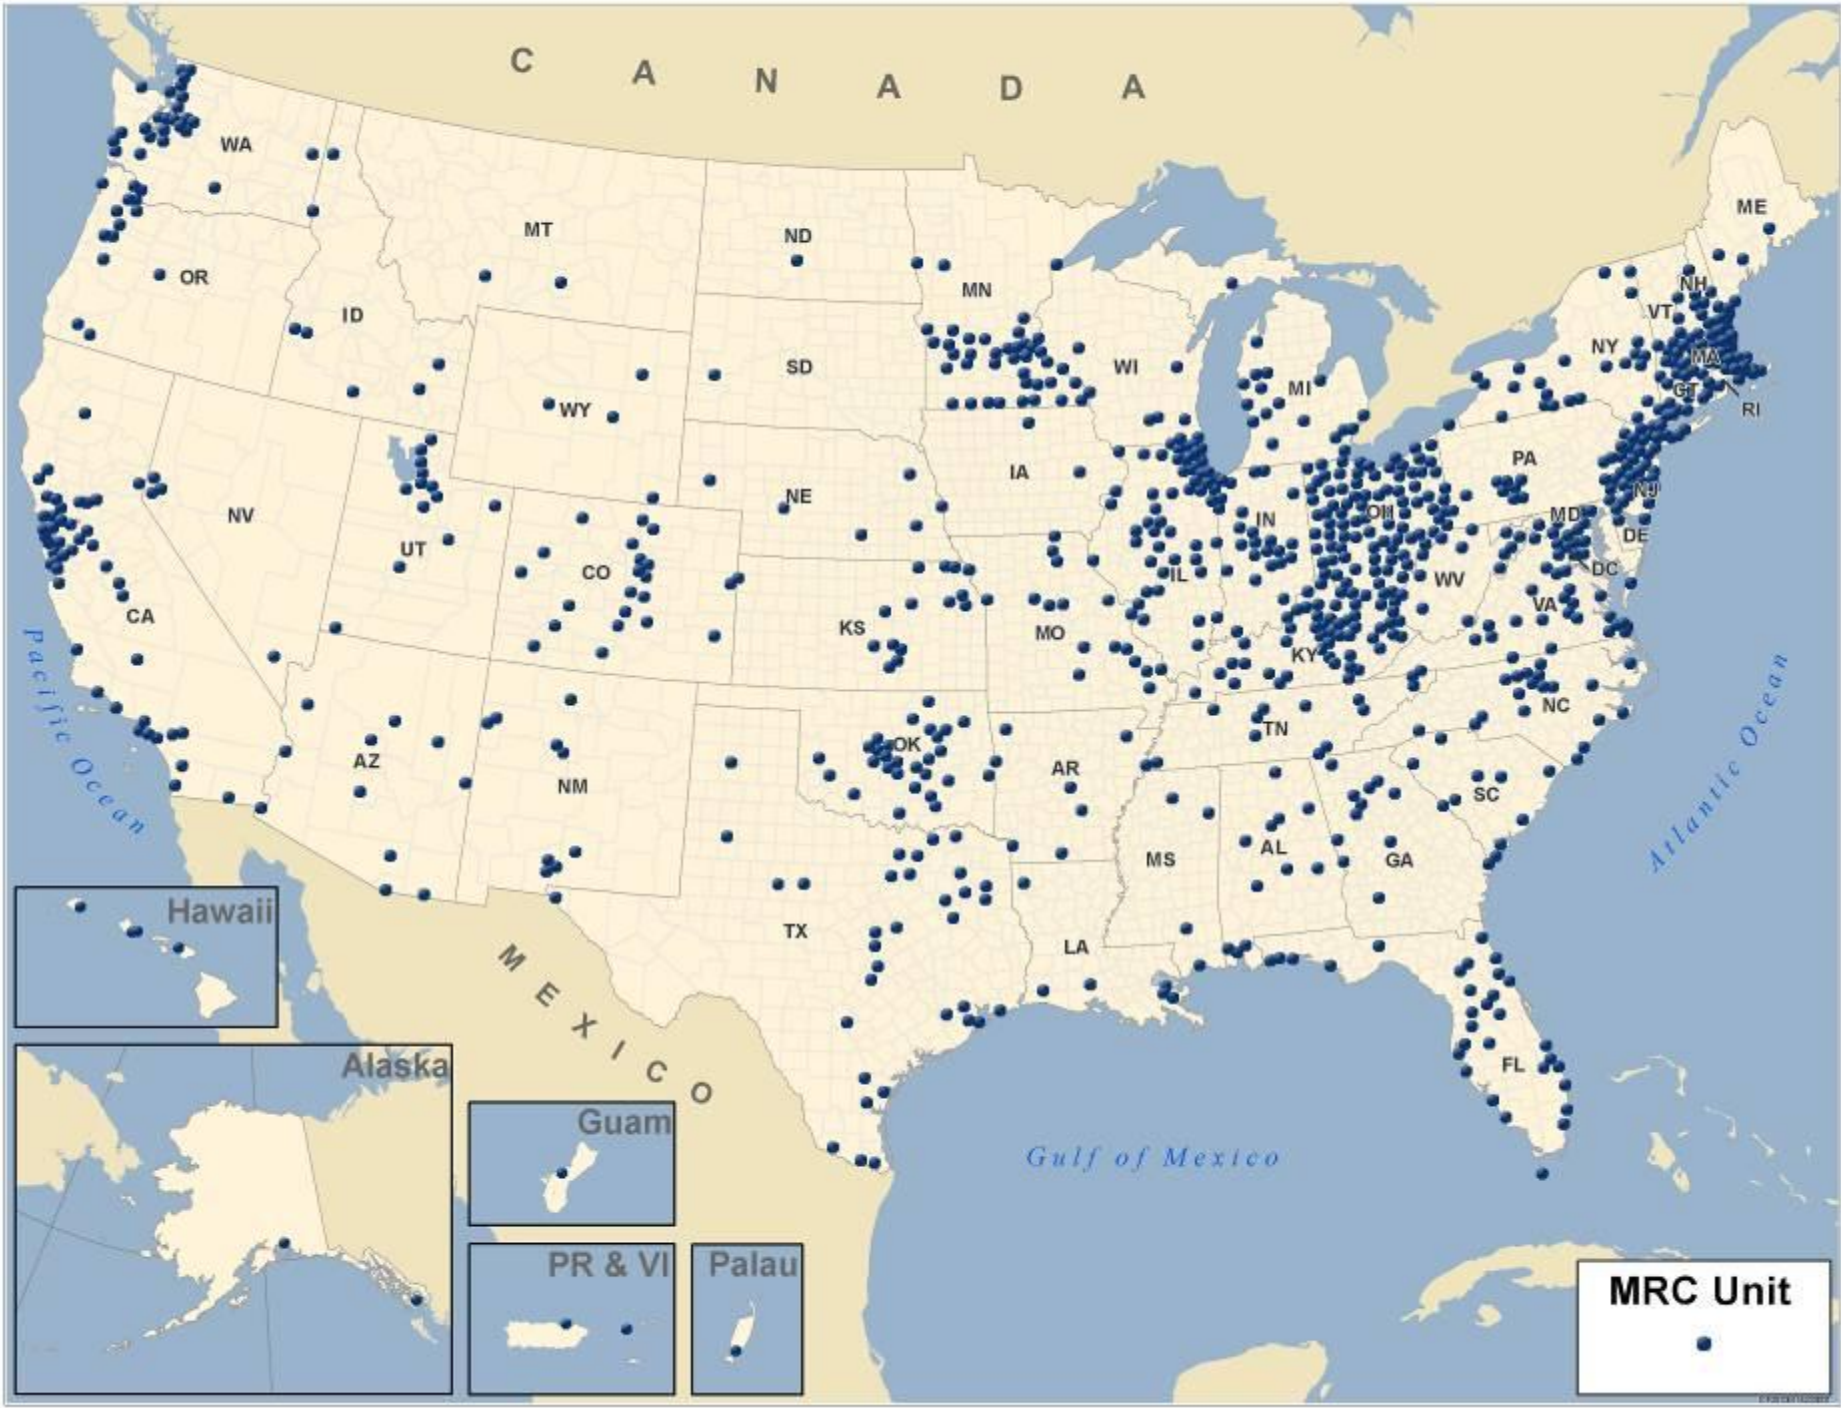 C A N A D A
WA
ME
MT
ND
OR
MN
NH
ID
VT
NY
WI
MA
SD
MI
CT
WY
RI
PA
IA
NE
NJ
OH
NV
IN
MD
DE
UT
DC
CO
IL
WV
CA
VA
KS
MO
KY
NC
TN
OK
AZ
AR
NM
SC
AL
MS
GA
TX
LA
FL
Pacific Ocean
Atlantic Ocean
Gulf of Mexico
M E X I C O
Hawaii
Alaska
Guam
PR & VI
Palau
MRC Unit